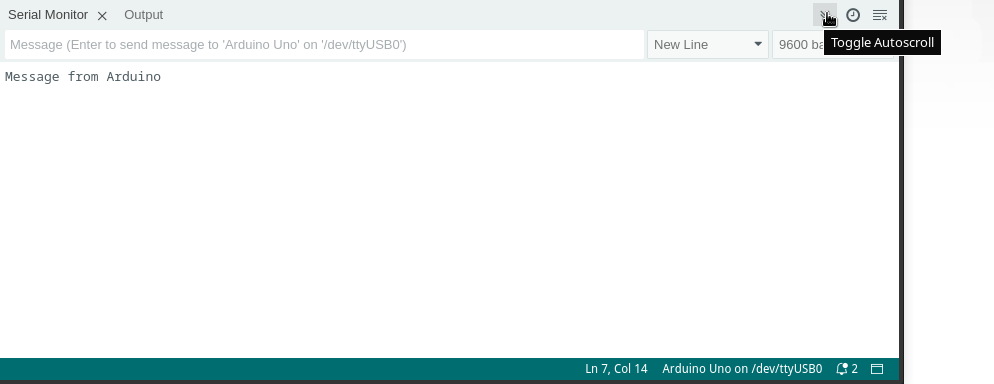 Serial Monitor Output
Message (Enter to send message to 'Arduino Uno' on '/dev/ttyUSB0') New Line 9600 ba
Toggle Autoscroll
Message from Arduino
Ln 7, Col 14 Arduino Uno on /dev/ttyUSB0 2